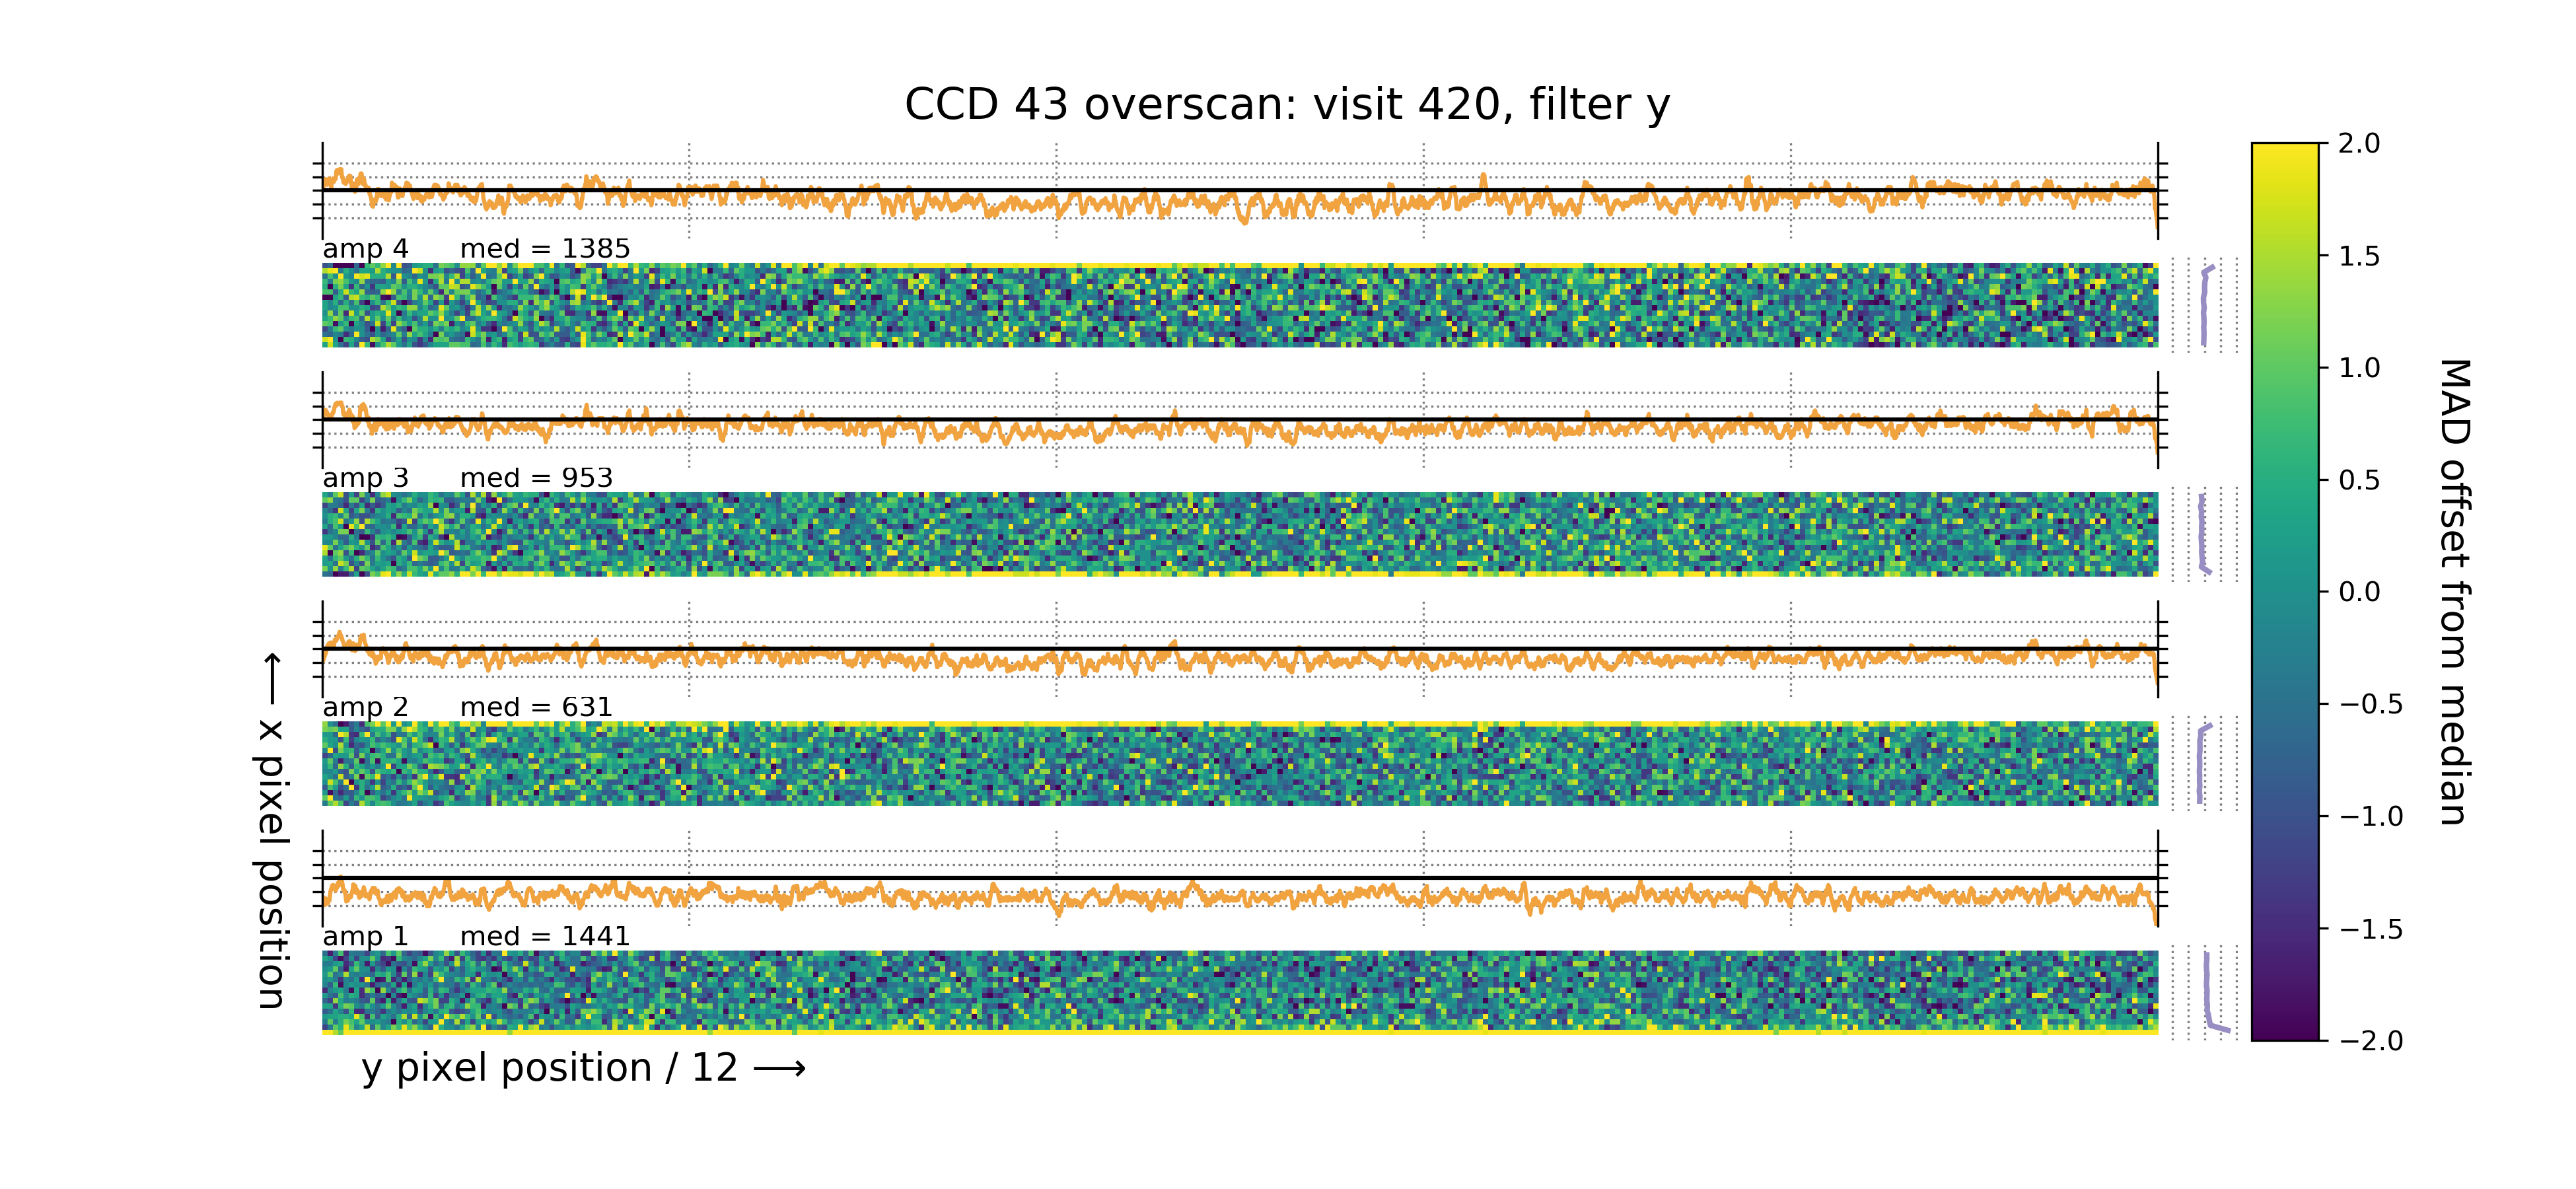 CCD 43 overscan: visit 420, filter y
amp 4 med = 1385
amp 3 med = 953
amp 2 med = 631
amp 1 med = 1441
x pixel position ⟶
y pixel position / 12 ⟶
2.0
1.5
1.0
0.5
0.0
−0.5
−1.0
−1.5
−2.0
MAD offset from median